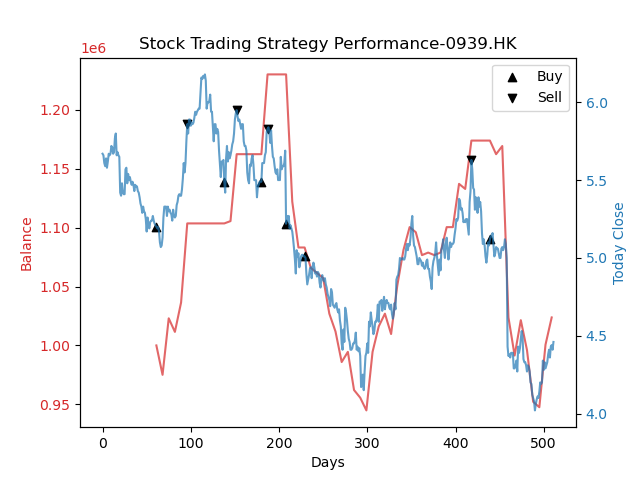 Stock Trading Strategy Performance-0939.HK
1e6
Buy
Sell
1.20
1.15
1.10
1.05
1.00
0.95
Balance
6.0
5.5
5.0
4.5
4.0
Today Close
0 100 200 300 400 500
Days